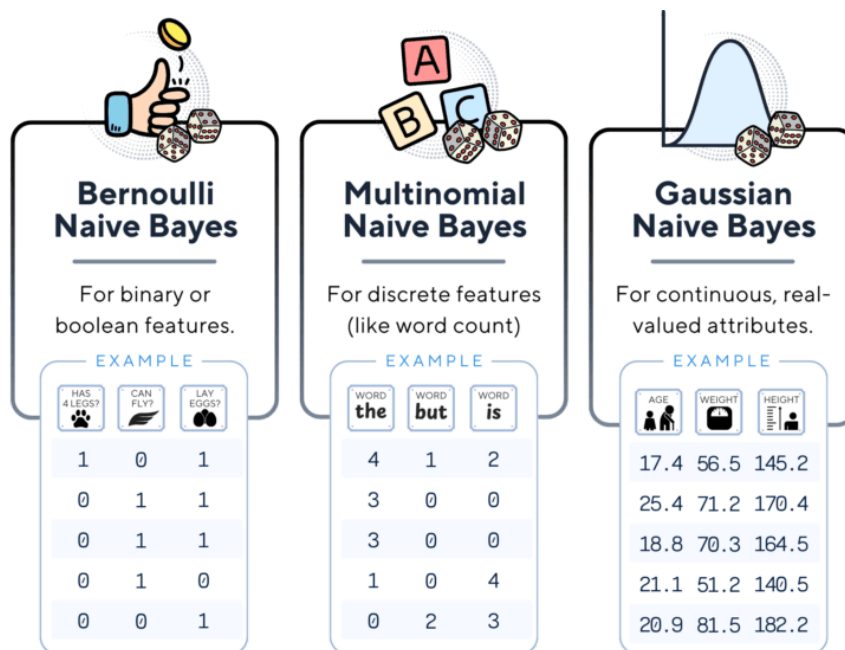 A
B
C
Bernoulli
Naive Bayes
For binary or
boolean features.
EXAMPLE
HAS
4 LEGS?
CAN
FLY?
LAY
EGGS?
1 0 1
0 1 1
0 1 1
0 1 0
0 0 1
Multinomial
Naive Bayes
For discrete features
(like word count)
EXAMPLE
WORD
the
WORD
but
WORD
is
4 1 2
3 0 0
3 0 0
1 0 4
0 2 3
Gaussian
Naive Bayes
For continuous, real-
valued attributes.
EXAMPLE
AGE
WEIGHT
HEIGHT
17.4 56.5 145.2
25.4 71.2 170.4
18.8 70.3 164.5
21.1 51.2 140.5
20.9 81.5 182.2